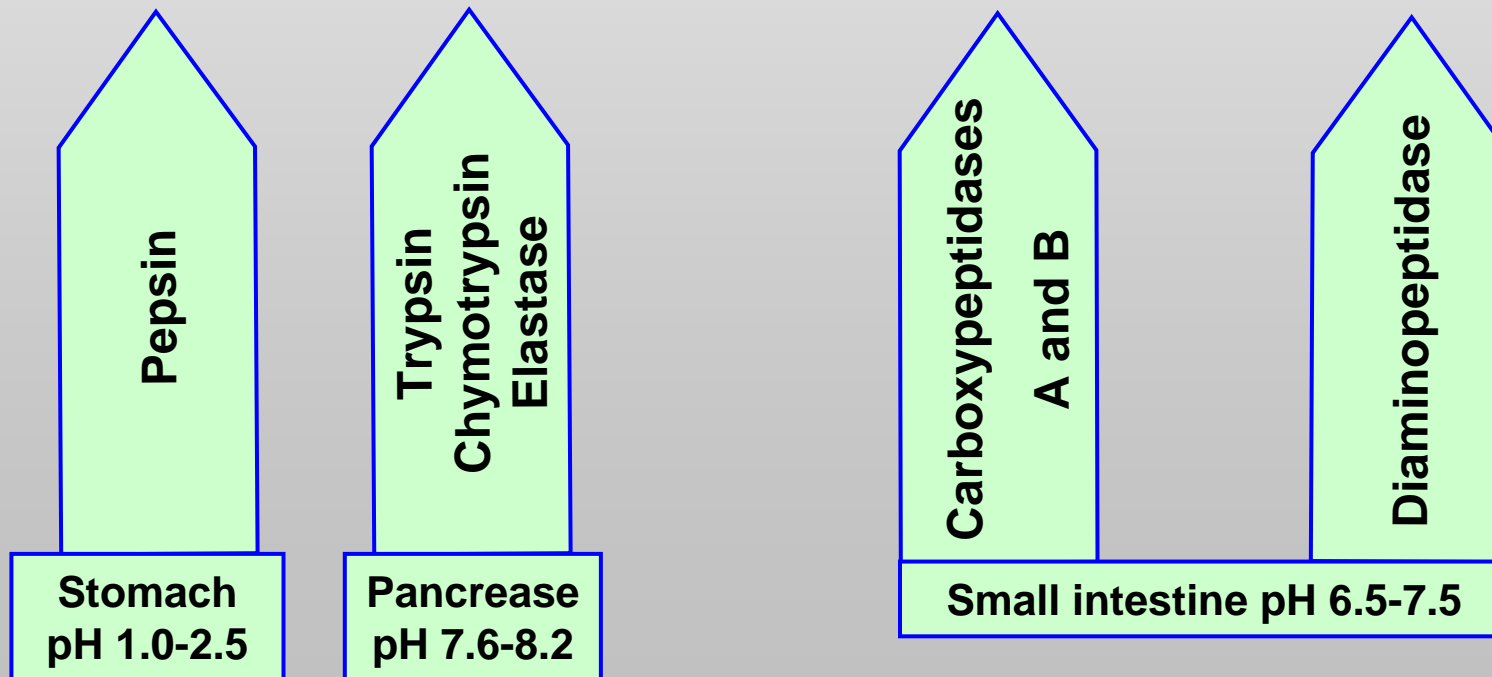 Pepsin
Trypsin
Chymotrypsin
Elastase
Carboxypeptidases
A and B
Diaminopeptidase
Stomach
pH 1.0-2.5
Pancrease
pH 7.6-8.2
Small intestine pH 6.5-7.5